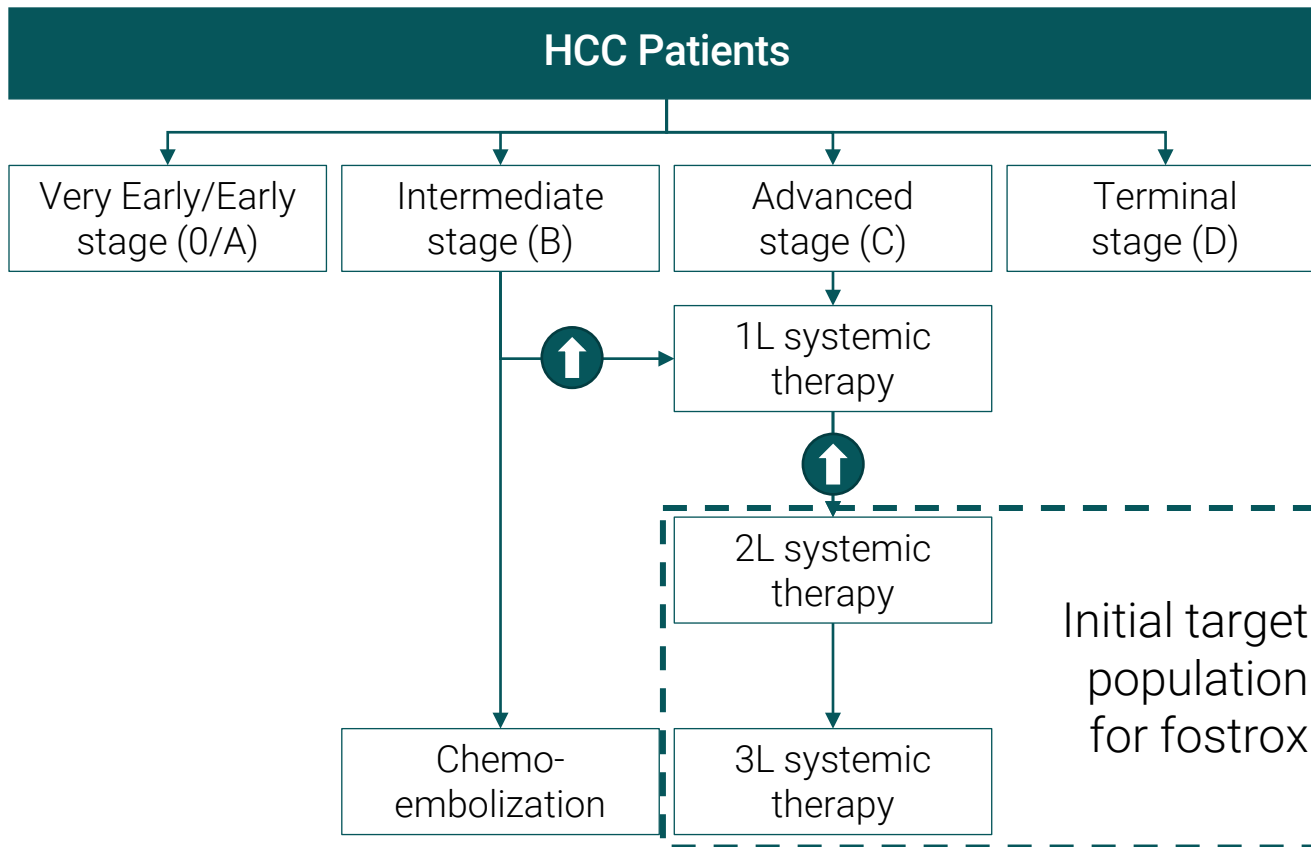 HCC Patients
Very Early/Early
stage (0/A)
Intermediate
stage (B)
Advanced
stage (C)
Terminal
stage (D)
1L systemic
therapy
2L systemic
therapy
Initial target
population
for fostrox
Chemo-
embolization
3L systemic
therapy